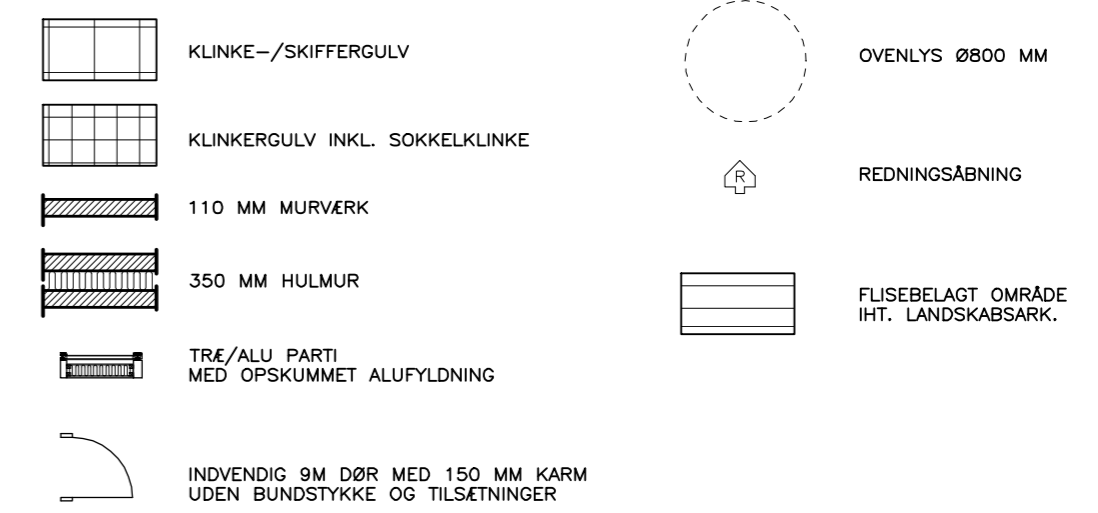 KLINKE-/SKIFFERGULV
KLINKERGULV INKL. SOKKELKLINKE
110 MM MURVÆRK
350 MM HULMUR
TRÆ/ALU PARTI
MED OPSKUMMET ALUFYLDNING
INDVENDIG 9M DØR MED 150 MM KARM
UDEN BUNDSTYKKE OG TILSÆTNINGER
OVENLYS Ø800 MM
R
REDNINGSÅBNING
FLISEBELAGT OMRÅDE
IHT. LANDSKABSARK.